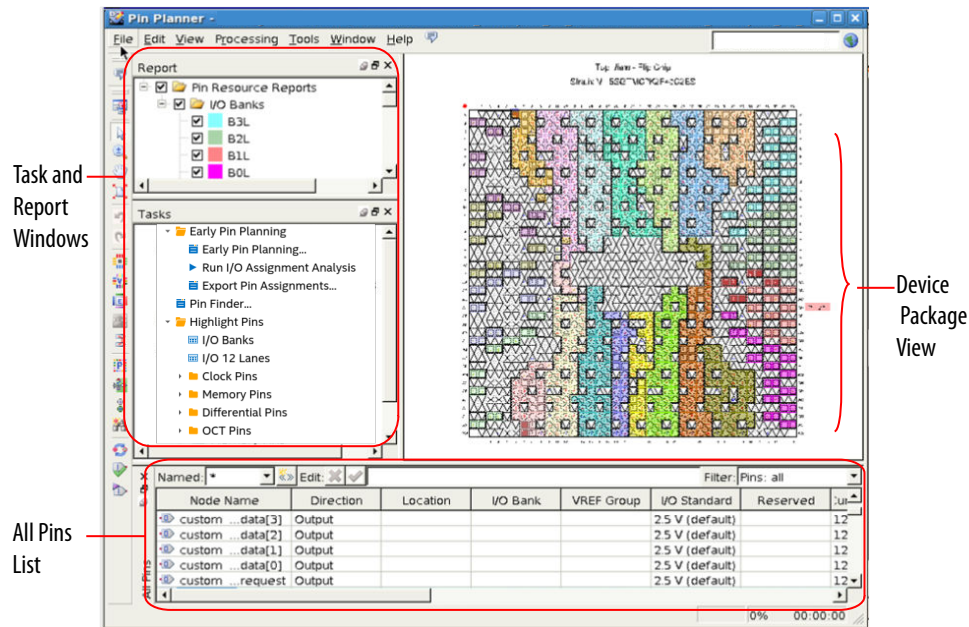 Pin Planner -
File Edit View Processing Tools Window Help
Report
Pin Resource Reports
I/O Banks
B3L
B2L
B1L
B0L
Task and
Report
Windows
Tasks
Early Pin Planning
Early Pin Planning...
Run I/O Assignment Analysis
Export Pin Assignments...
Pin Finder...
Highlight Pins
I/O Banks
I/O 12 Lanes
Clock Pins
Memory Pins
Differential Pins
OCT Pins
Device
Package
View
All Pins
List
All Pins
Named: * Edit: Filter: Pins: all
Node Name Direction Location I/O Bank VREF Group I/O Standard Reserved
custom ...data[3] Output 2.5 V (default) 12
custom ...data[2] Output 2.5 V (default) 12
custom ...data[1] Output 2.5 V (default) 12
custom ...data[0] Output 2.5 V (default) 12
custom ...request Output 2.5 V (default) 12
0% 00:00:00